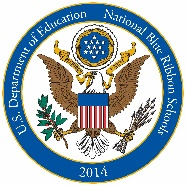 U.S. Department of Education
National Blue Ribbon Schools
2014